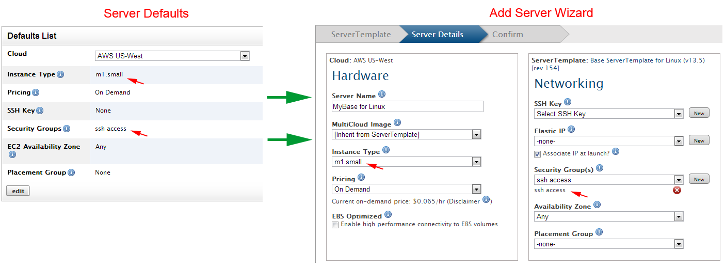 Server Defaults
Defaults List
Cloud
AWS US-West
Instance Type
m1.small
Pricing
On Demand
SSH Key
None
Security Groups
ssh access
EC2 Availability Zone
Any
Placement Group
None
edit
Add Server Wizard
ServerTemplate
Server Details
Confirm
Cloud: AWS US-West
Hardware
Server Name
MyBase for Linux
MultiCloud Image
[Inherit from ServerTemplate]
Instance Type
m1.small
Pricing
On Demand
Current on-demand price: $0.065/hr (Disclaimer )
EBS Optimized
Enable high performance connectivity to EBS volumes
ServerTemplate: Base ServerTemplate for Linux (v13.5)
[rev 154]
Networking
SSH Key
Select SSH Key
New
Elastic IP
-none-
New
Associate IP at launch?
Security Group(s)
ssh access
New
ssh access
Availability Zone
Any
Placement Group
-none-